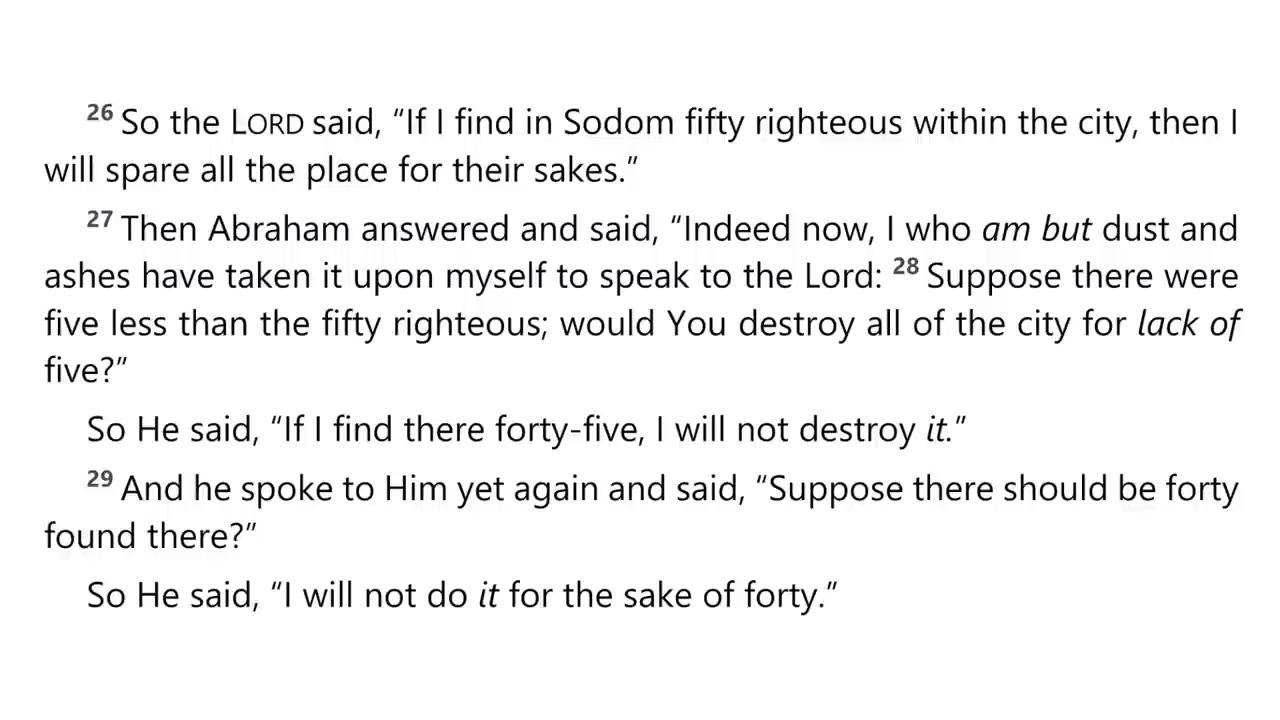 26 So the LORD said, “If I find in Sodom fifty righteous within the city, then I
will spare all the place for their sakes.”
27 Then Abraham answered and said, “Indeed now, I who am but dust and
ashes have taken it upon myself to speak to the Lord: 28 Suppose there were
five less than the fifty righteous; would You destroy all of the city for lack of
five?”
So He said, “If I find there forty-five, I will not destroy it.”
29 And he spoke to Him yet again and said, “Suppose there should be forty
found there?”
So He said, “I will not do it for the sake of forty.”